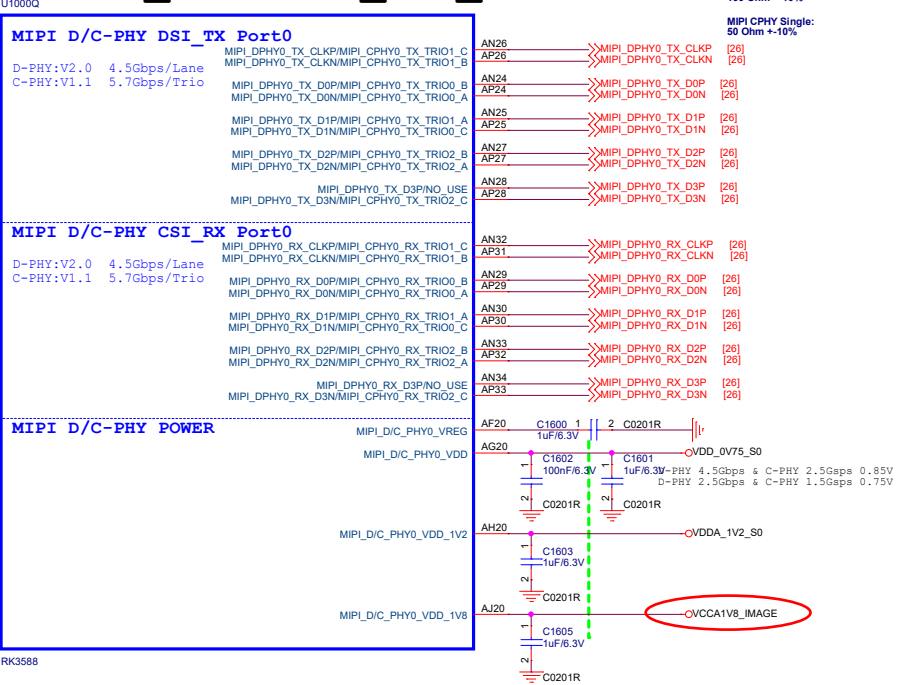 U1000Q
MIPI CPHY Single:
50 Ohm +-10%
MIPI D/C-PHY DSI_TX Port0
D-PHY:V2.0 4.5Gbps/Lane
C-PHY:V1.1 5.7Gbps/Trio
MIPI_DPHY0_TX_CLKP/MIPI_CPHY0_TX_TRIO1_C AN26 MIPI_DPHY0_TX_CLKP [26]
MIPI_DPHY0_TX_CLKN/MIPI_CPHY0_TX_TRIO1_B AP26 MIPI_DPHY0_TX_CLKN [26]
MIPI_DPHY0_TX_D0P/MIPI_CPHY0_TX_TRIO0_B AN24 MIPI_DPHY0_TX_D0P [26]
MIPI_DPHY0_TX_D0N/MIPI_CPHY0_TX_TRIO0_A AP24 MIPI_DPHY0_TX_D0N [26]
MIPI_DPHY0_TX_D1P/MIPI_CPHY0_TX_TRIO1_A AN25 MIPI_DPHY0_TX_D1P [26]
MIPI_DPHY0_TX_D1N/MIPI_CPHY0_TX_TRIO0_C AP25 MIPI_DPHY0_TX_D1N [26]
MIPI_DPHY0_TX_D2P/MIPI_CPHY0_TX_TRIO2_B AN27 MIPI_DPHY0_TX_D2P [26]
MIPI_DPHY0_TX_D2N/MIPI_CPHY0_TX_TRIO2_A AP27 MIPI_DPHY0_TX_D2N [26]
MIPI_DPHY0_TX_D3P/NO_USE AN28 MIPI_DPHY0_TX_D3P [26]
MIPI_DPHY0_TX_D3N/MIPI_CPHY0_TX_TRIO2_C AP28 MIPI_DPHY0_TX_D3N [26]
MIPI D/C-PHY CSI_RX Port0
D-PHY:V2.0 4.5Gbps/Lane
C-PHY:V1.1 5.7Gbps/Trio
MIPI_DPHY0_RX_CLKP/MIPI_CPHY0_RX_TRIO1_C AN32 MIPI_DPHY0_RX_CLKP [26]
MIPI_DPHY0_RX_CLKN/MIPI_CPHY0_RX_TRIO1_B AP31 MIPI_DPHY0_RX_CLKN [26]
MIPI_DPHY0_RX_D0P/MIPI_CPHY0_RX_TRIO0_B AN29 MIPI_DPHY0_RX_D0P [26]
MIPI_DPHY0_RX_D0N/MIPI_CPHY0_RX_TRIO0_A AP29 MIPI_DPHY0_RX_D0N [26]
MIPI_DPHY0_RX_D1P/MIPI_CPHY0_RX_TRIO1_A AN30 MIPI_DPHY0_RX_D1P [26]
MIPI_DPHY0_RX_D1N/MIPI_CPHY0_RX_TRIO0_C AP30 MIPI_DPHY0_RX_D1N [26]
MIPI_DPHY0_RX_D2P/MIPI_CPHY0_RX_TRIO2_B AN33 MIPI_DPHY0_RX_D2P [26]
MIPI_DPHY0_RX_D2N/MIPI_CPHY0_RX_TRIO2_A AP32 MIPI_DPHY0_RX_D2N [26]
MIPI_DPHY0_RX_D3P/NO_USE AN34 MIPI_DPHY0_RX_D3P [26]
MIPI_DPHY0_RX_D3N/MIPI_CPHY0_RX_TRIO2_C AP33 MIPI_DPHY0_RX_D3N [26]
MIPI D/C-PHY POWER
MIPI_D/C_PHY0_VREG AF20 C1600 1 2 C0201R
1uF/6.3V
MIPI_D/C_PHY0_VDD AG20 VDD_0V75_S0
1 C1602 1 C1601
100nF/6.3V 1uF/6.3V D-PHY 4.5Gbps & C-PHY 2.5Gsps 0.85V
D-PHY 2.5Gbps & C-PHY 1.5Gsps 0.75V
2 C0201R 2 C0201R
MIPI_D/C_PHY0_VDD_1V2 AH20 VDDA_1V2_S0
1 C1603
1uF/6.3V
2 C0201R
MIPI_D/C_PHY0_VDD_1V8 AJ20 VCCA1V8_IMAGE
1 C1605
1uF/6.3V
2 C0201R
RK3588